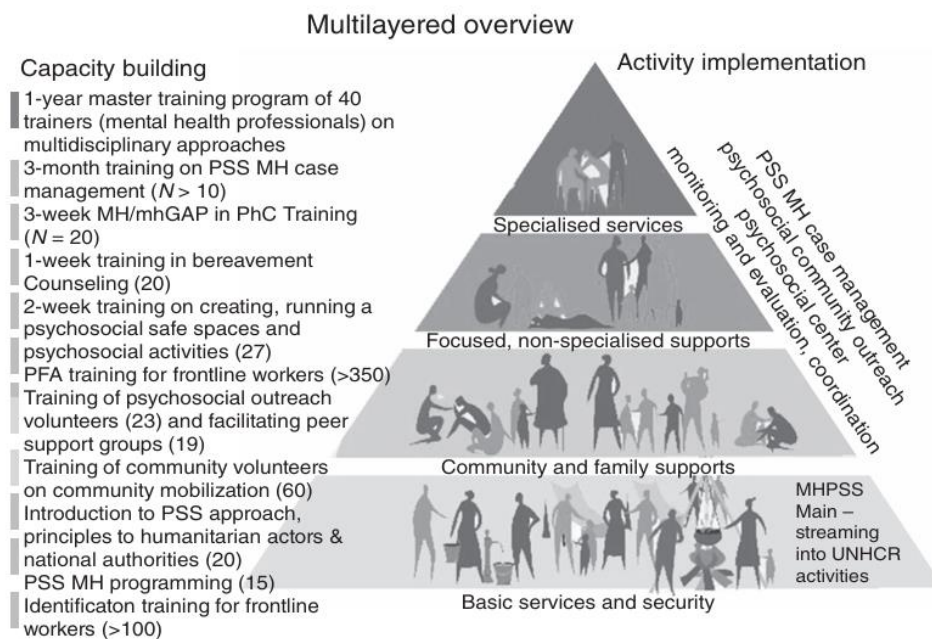 Multilayered overview
Capacity building
1-year master training program of 40
trainers (mental health professionals) on
multidisciplinary approaches
3-month training on PSS MH case
management (N > 10)
3-week MH/mhGAP in PhC Training
(N = 20)
1-week training in bereavement
Counseling (20)
2-week training on creating, running a
psychosocial safe spaces and
psychosocial activities (27)
PFA training for frontline workers (>350)
Training of psychosocial outreach
volunteers (23) and facilitating peer
support groups (19)
Training of community volunteers
on community mobilization (60)
Introduction to PSS approach,
principles to humanitarian actors &
national authorities (20)
PSS MH programming (15)
Identificaton training for frontline
workers (>100)
Activity implementation
PSS MH case management
psychosocial community outreach
psychosocial center
monitoring and evaluation, coordination
Specialised services
Focused, non-specialised supports
Community and family supports
MHPSS
Main –
streaming
into UNHCR
activities
Basic services and security